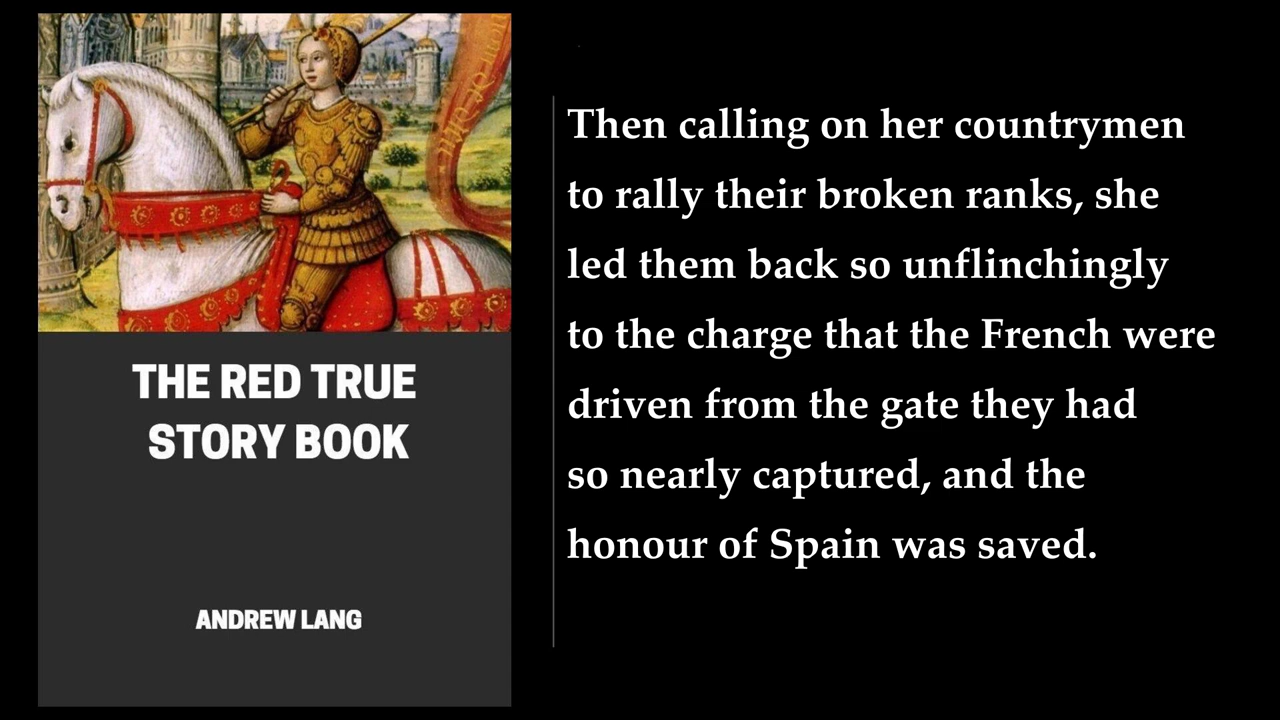 THE RED TRUE
STORY BOOK
ANDREW LANG
Then calling on her countrymen
to rally their broken ranks, she
led them back so unflinchingly
to the charge that the French were
driven from the gate they had
so nearly captured, and the
honour of Spain was saved.